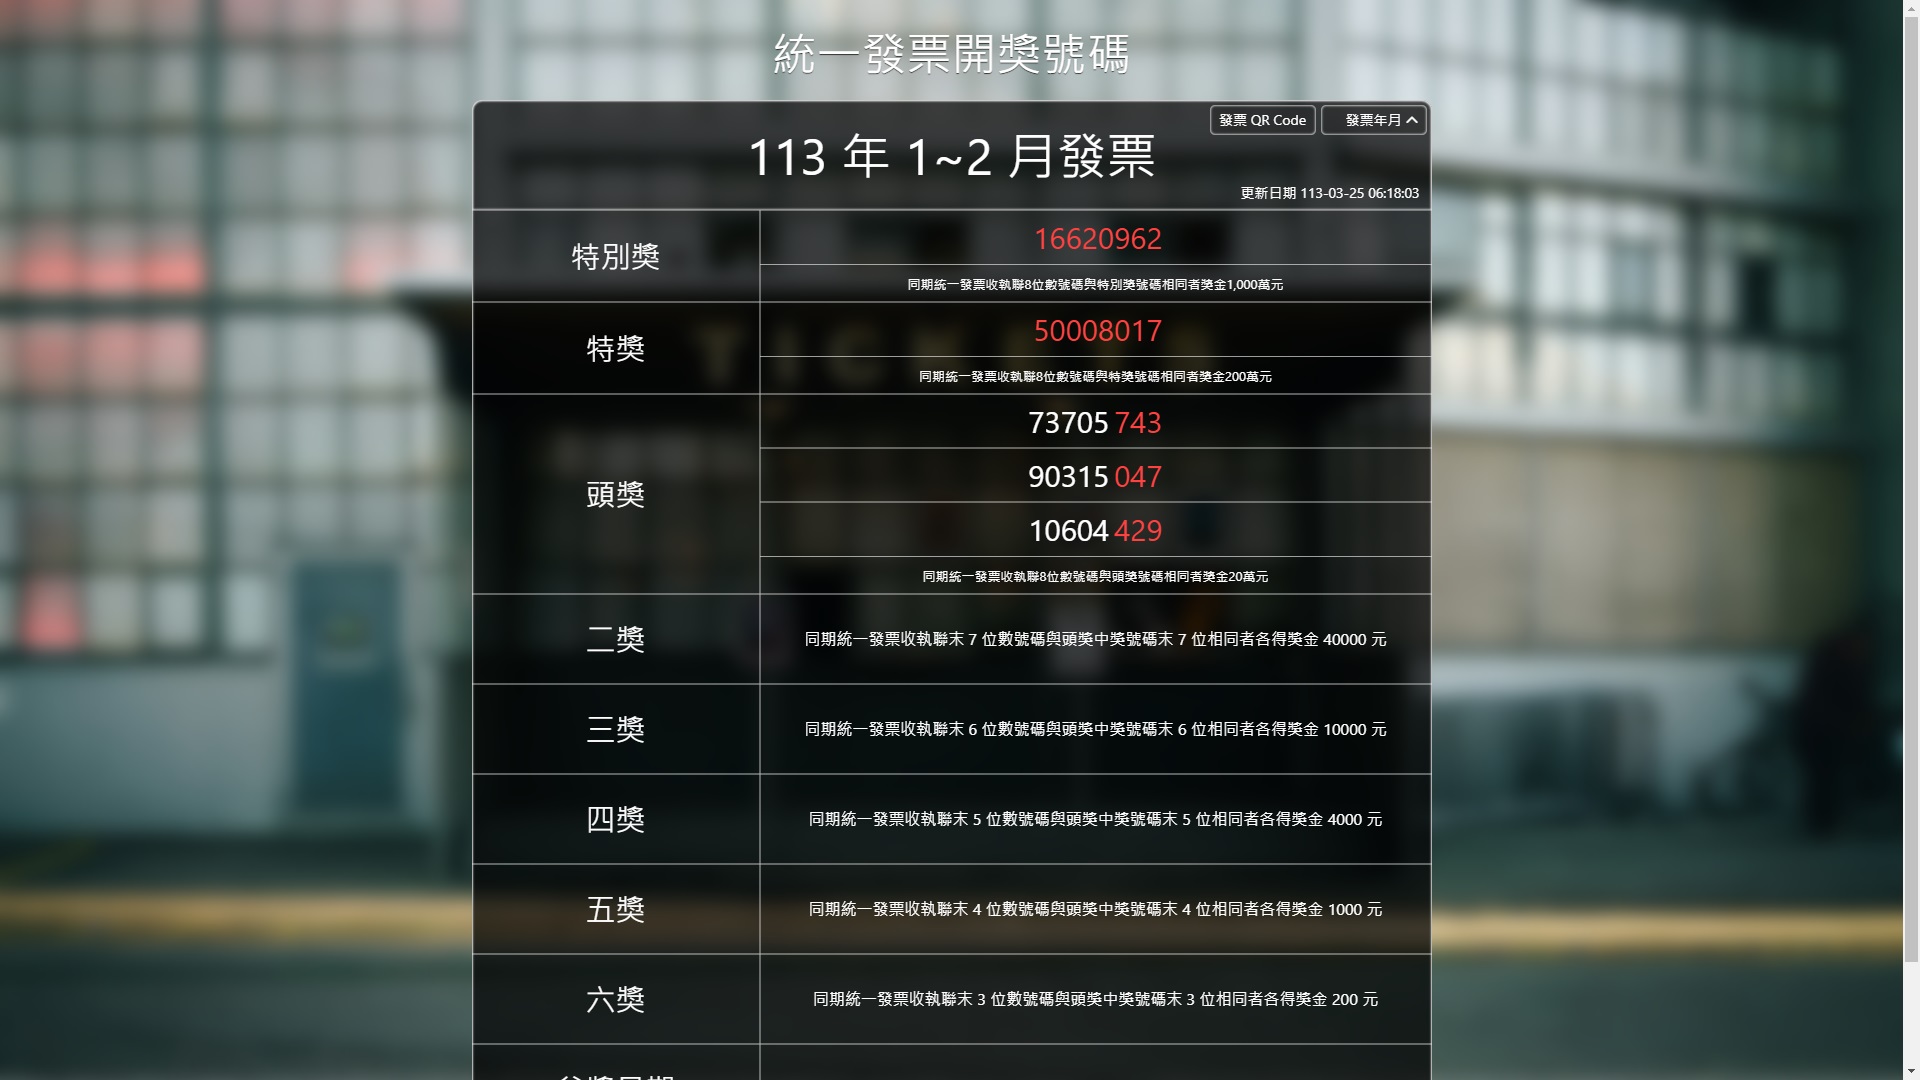 統一發票開獎號碼
發票 QR Code
發票年月
113 年 1~2 月發票
更新日期 113-03-25 06:18:03
特別獎
16620962
同期統一發票收執聯8位數號碼與特別獎號碼相同者獎金1,000萬元
特獎
50008017
同期統一發票收執聯8位數號碼與特獎號碼相同者獎金200萬元
頭獎
73705 743
90315 047
10604 429
同期統一發票收執聯8位數號碼與頭獎號碼相同者獎金20萬元
二獎
同期統一發票收執聯末 7 位數號碼與頭獎中獎號碼末 7 位相同者各得獎金 40000 元
三獎
同期統一發票收執聯末 6 位數號碼與頭獎中獎號碼末 6 位相同者各得獎金 10000 元
四獎
同期統一發票收執聯末 5 位數號碼與頭獎中獎號碼末 5 位相同者各得獎金 4000 元
五獎
同期統一發票收執聯末 4 位數號碼與頭獎中獎號碼末 4 位相同者各得獎金 1000 元
六獎
同期統一發票收執聯末 3 位數號碼與頭獎中獎號碼末 3 位相同者各得獎金 200 元